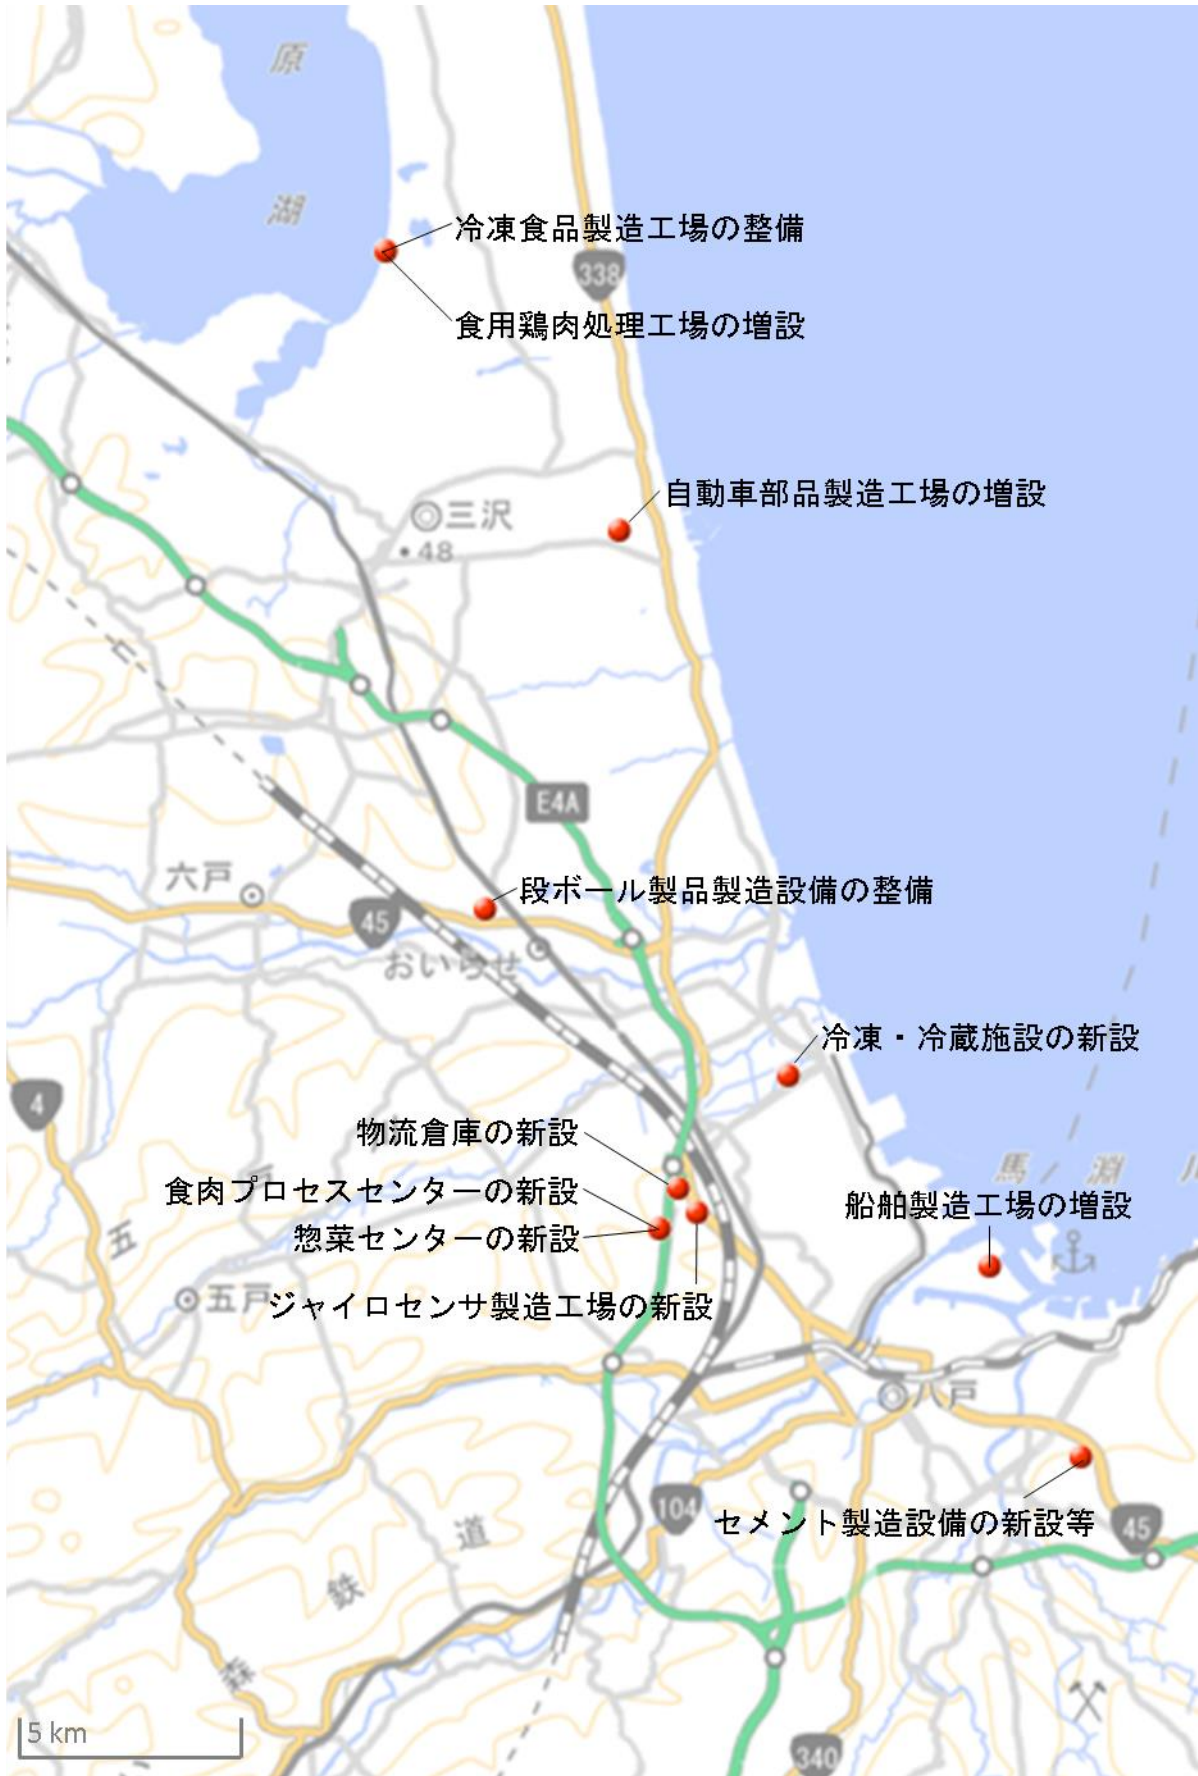 原
湖
冷凍食品製造工場の整備
338
食用鶏肉処理工場の増設
自動車部品製造工場の増設
三沢
48
E4A
六戸
段ボール製品製造設備の整備
45
おいらせ
冷凍・冷蔵施設の新設
4
物流倉庫の新設
戸
馬淵川
食肉プロセスセンターの新設
船舶製造工場の増設
五
惣菜センターの新設
五戸
ジャイロセンサ製造工場の新設
八戸
104
セメント製造設備の新設等
45
道
鉄
森
5 km
340